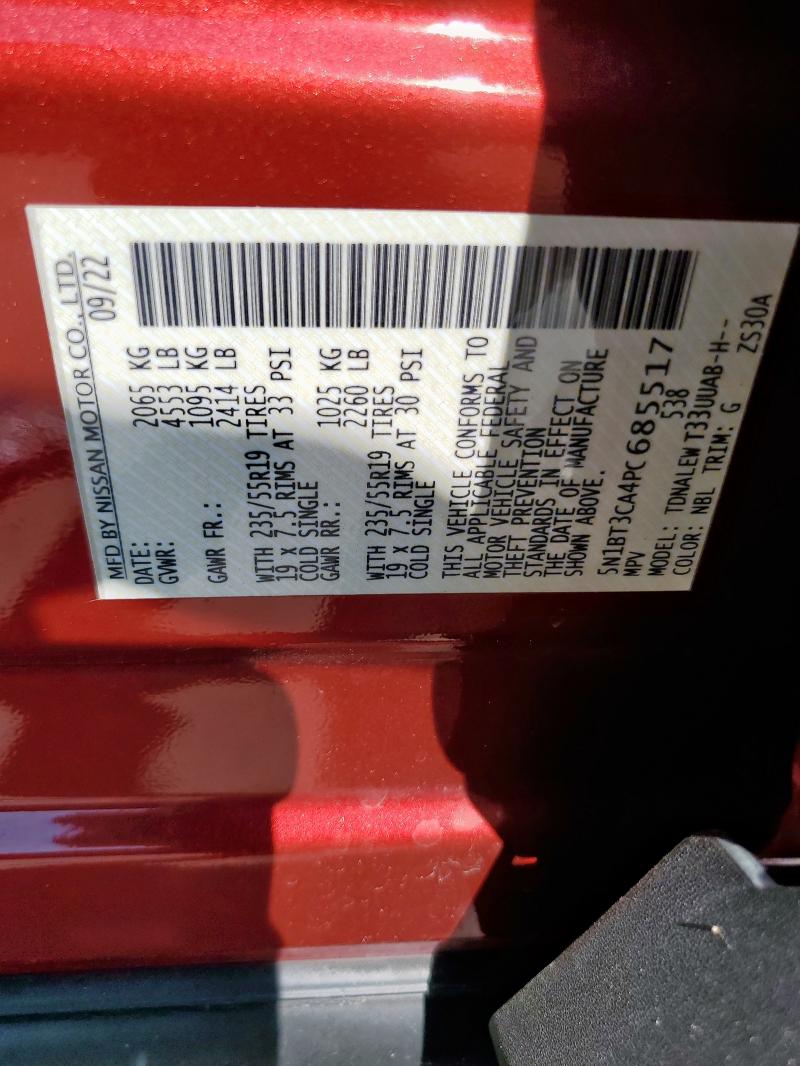 MFD BY NISSAN MOTOR CO., LTD.
DATE: 09/22
GVWR: 2065 KG
4553 LB
GAWR FR.: 1095 KG
2414 LB
WITH 235/55R19 TIRES
19 X 7.5 RIMS AT 33 PSI
COLD SINGLE
GAWR RR.: 1025 KG
2260 LB
WITH 235/55R19 TIRES
19 X 7.5 RIMS AT 30 PSI
COLD SINGLE
THIS VEHICLE CONFORMS TO
ALL APPLICABLE FEDERAL
MOTOR VEHICLE SAFETY AND
THEFT PREVENTION
STANDARDS IN EFFECT ON
THE DATE OF MANUFACTURE
SHOWN ABOVE.
5N1BT3CA4PC685517
MPV 538
MODEL: TDNALEWT33UUAB-H--
COLOR: NBL TRIM: G ZS30A